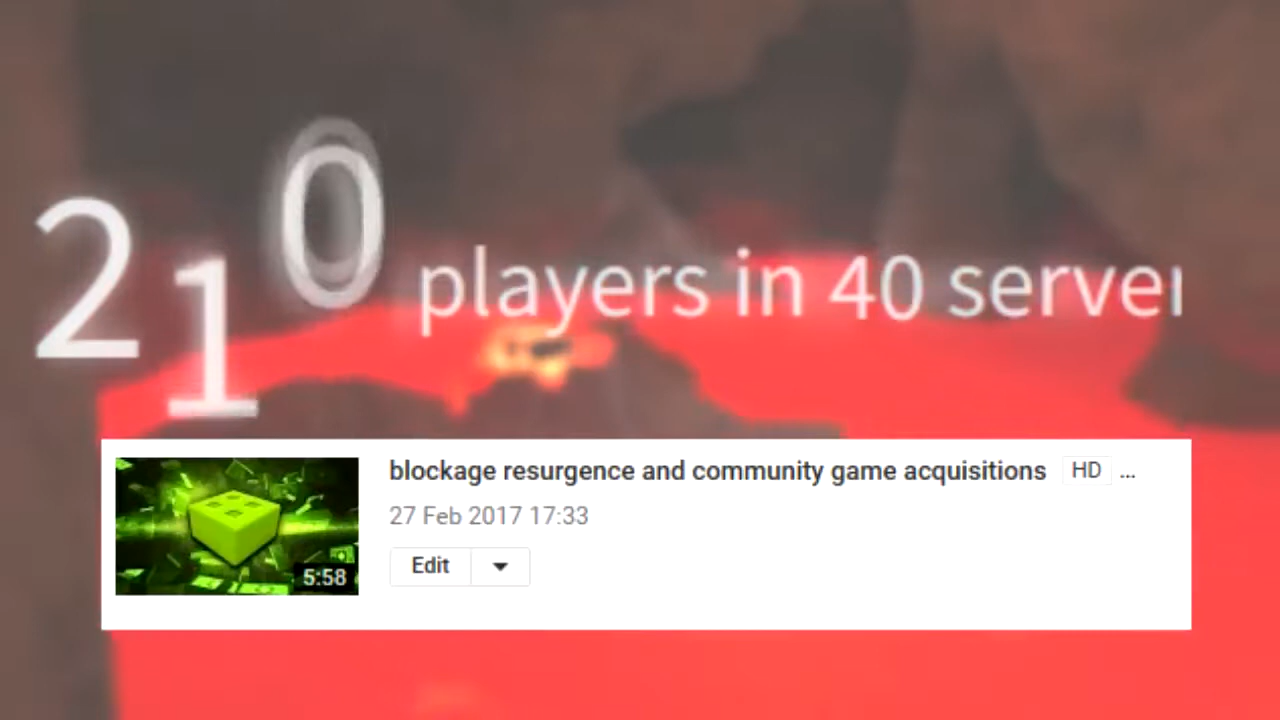 210 players in 40 server
blockage resurgence and community game acquisitions HD ...
27 Feb 2017 17:33
Edit
5:58